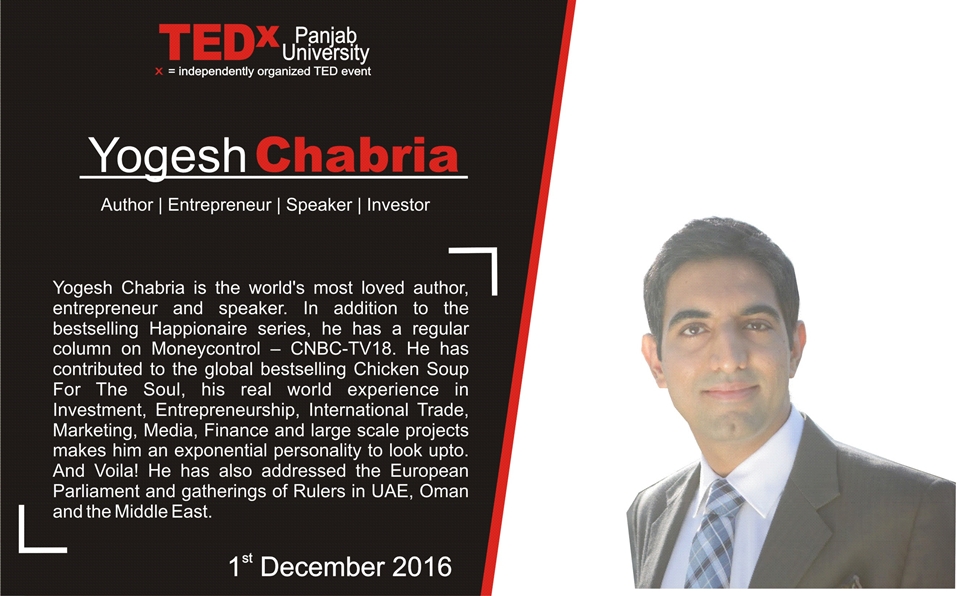 TEDx Panjab
University
x = independently organized TED event
Yogesh Chabria
Author | Entrepreneur | Speaker | Investor
Yogesh Chabria is the world's most loved author,
entrepreneur and speaker. In addition to the
bestselling Happionaire series, he has a regular
column on Moneycontrol – CNBC-TV18. He has
contributed to the global bestselling Chicken Soup
For The Soul, his real world experience in
Investment, Entrepreneurship, International Trade,
Marketing, Media, Finance and large scale projects
makes him an exponential personality to look upto.
And Voila! He has also addressed the European
Parliament and gatherings of Rulers in UAE, Oman
and the Middle East.
1st December 2016